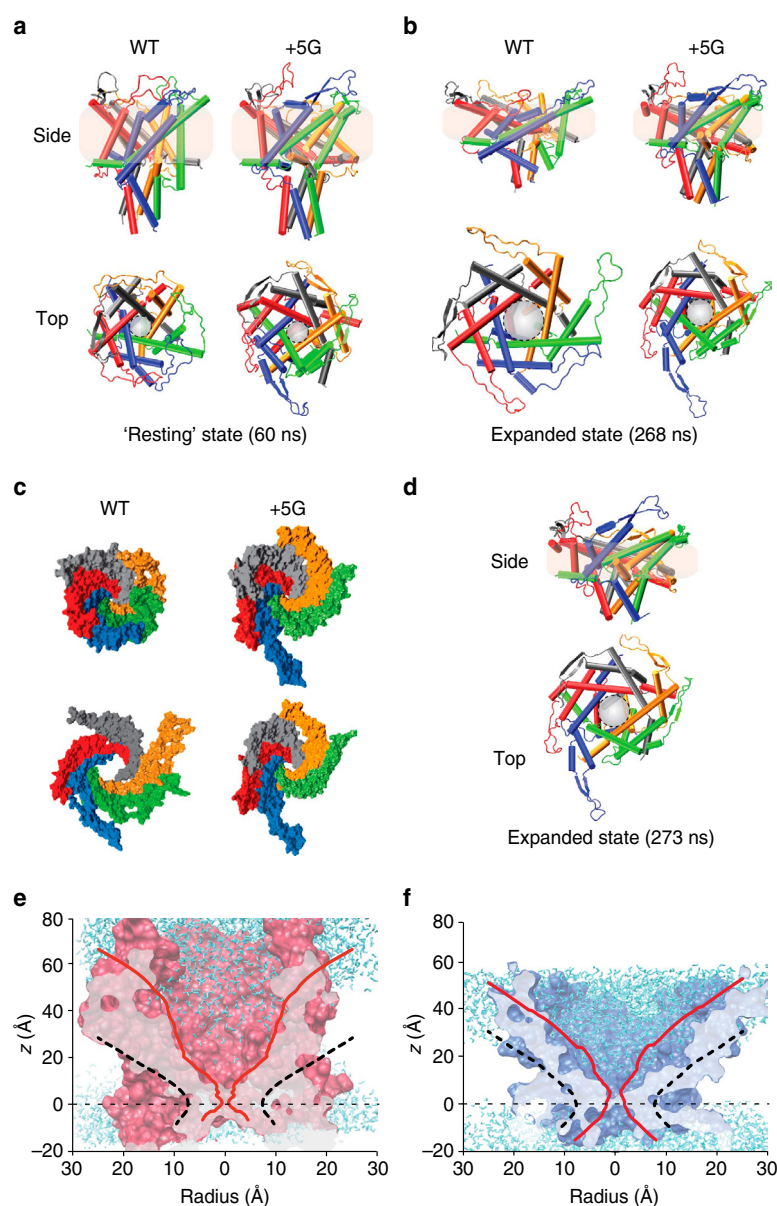 a
b
WT
+5G
WT
+5G
Side
Top
'Resting' state (60 ns)
Expanded state (268 ns)
c
d
WT
+5G
Side
Top
Expanded state (273 ns)
e
f
80
60
40
20
0
–20
z (Å)
30 20 10 0 10 20 30
Radius (Å)
80
60
40
20
0
–20
z (Å)
30 20 10 0 10 20 30
Radius (Å)